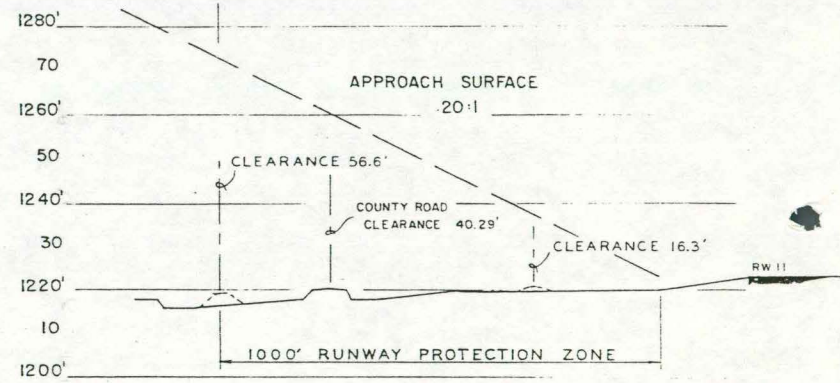 1280'
70
APPROACH SURFACE
20:1
1260'
50
CLEARANCE 56.6'
1240'
COUNTY ROAD
CLEARANCE 40.29'
30
CLEARANCE 16.3'
RW 11
1220'
10
1000' RUNWAY PROTECTION ZONE
1200'